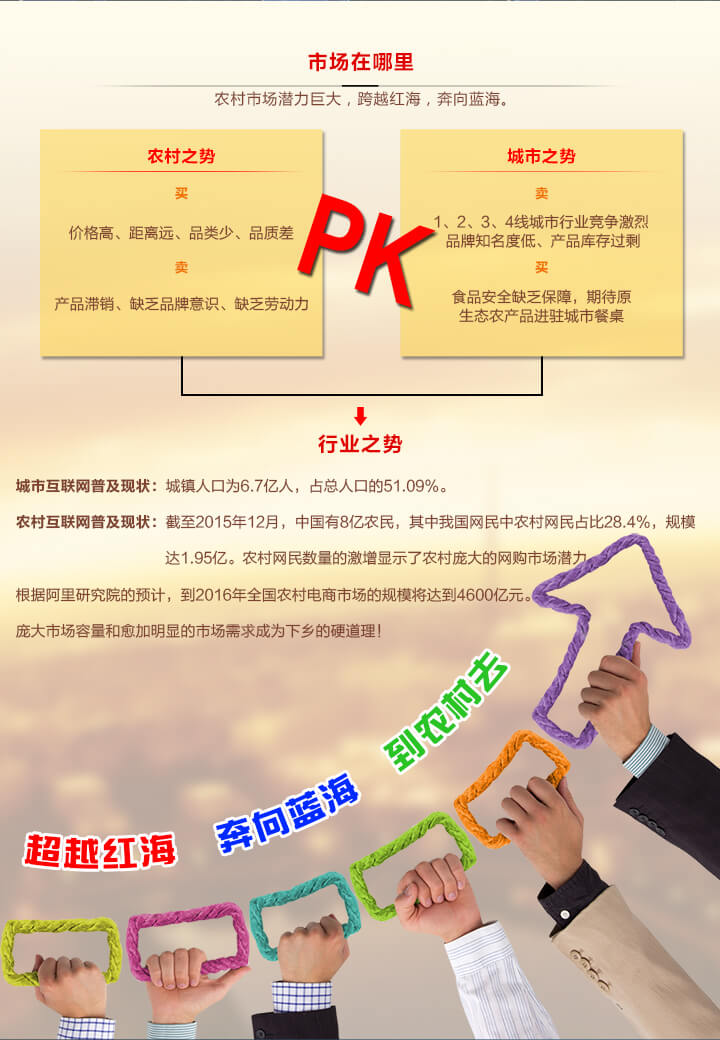 市场在哪里
农村市场潜力巨大，跨越红海，奔向蓝海。
农村之势
买
价格高、距离远、品类少、品质差
卖
产品滞销、缺乏品牌意识、缺乏劳动力
PK
城市之势
卖
1、2、3、4线城市行业竞争激烈
品牌知名度低、产品库存过剩
买
食品安全缺乏保障，期待原
生态农产品进驻城市餐桌
行业之势
城市互联网普及现状：城镇人口为6.7亿人，占总人口的51.09%。
农村互联网普及现状：截至2015年12月，中国有8亿农民，其中我国网民中农村网民占比28.4%，规模
达1.95亿。农村网民数量的激增显示了农村庞大的网购市场潜力
根据阿里研究院的预计，到2016年全国农村电商市场的规模将达到4600亿元。
庞大市场容量和愈加明显的市场需求成为下乡的硬道理！
到农村去
奔向蓝海
超越红海